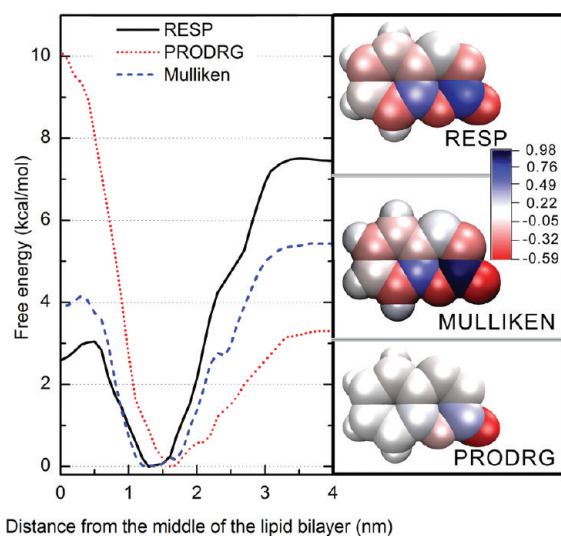 RESP
PRODRG
Mulliken
10
8
6
4
2
0
Free energy (kcal/mol)
0 1 2 3 4
Distance from the middle of the lipid bilayer (nm)
RESP
0.98
0.76
0.49
0.22
-0.05
-0.32
-0.59
MULLIKEN
PRODRG